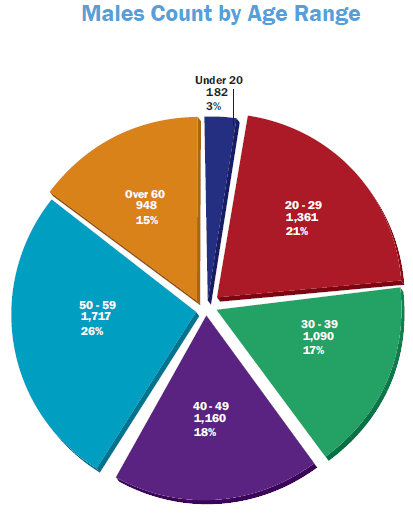 Males Count by Age Range
Under 20
182
3%
20 - 29
1,361
21%
30 - 39
1,090
17%
40 - 49
1,160
18%
50 - 59
1,717
26%
Over 60
948
15%